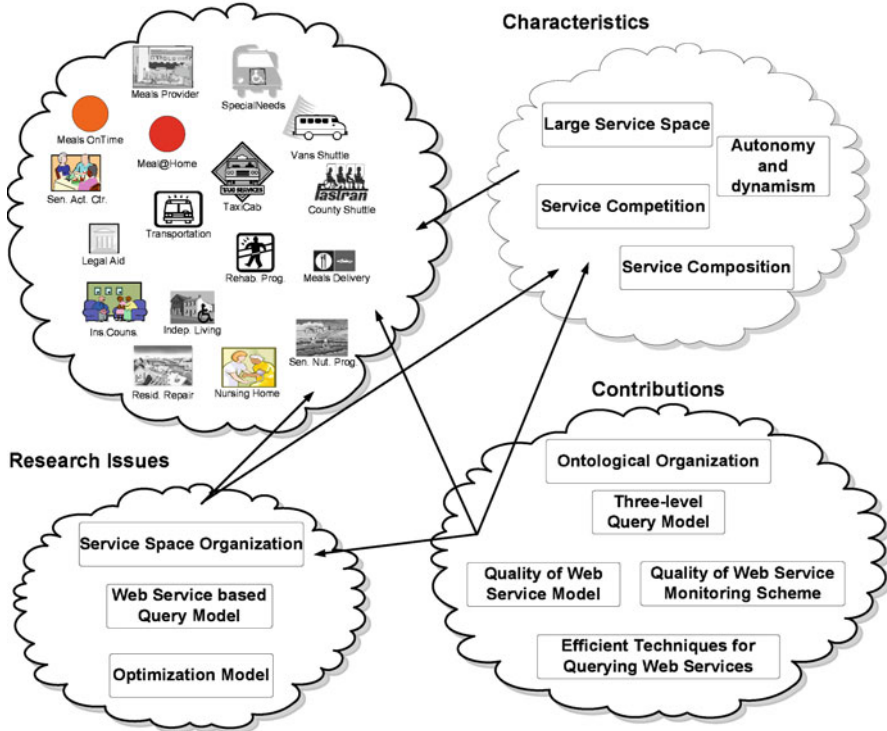 Characteristics
Meals Provider
SpecialNeeds
Meals OnTime
Meal@Home
Vans Shuttle
Sen. Act. Ctr.
Transportation
TAXI SERVICES
TaxiCab
fastran
County Shuttle
Legal Aid
Rehab. Prog.
Meals Delivery
Ins.Couns.
Indep. Living
Sen. Nut. Prog.
Resid. Repair
Nursing Home
Large Service Space
Autonomy
and
dynamism
Service Competition
Service Composition
Research Issues
Service Space Organization
Web Service based
Query Model
Optimization Model
Contributions
Ontological Organization
Three-level
Query Model
Quality of Web
Service Model
Quality of Web Service
Monitoring Scheme
Efficient Techniques for
Querying Web Services